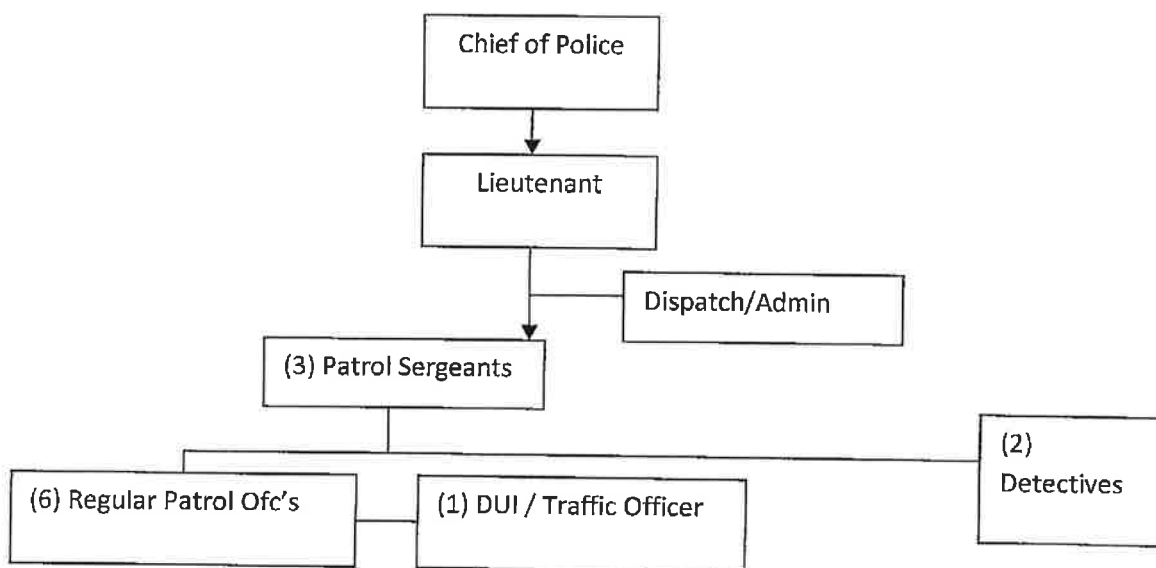 Chief of Police
Lieutenant
Dispatch/Admin
(3) Patrol Sergeants
(2)
Detectives
(6) Regular Patrol Ofc's
(1) DUI / Traffic Officer